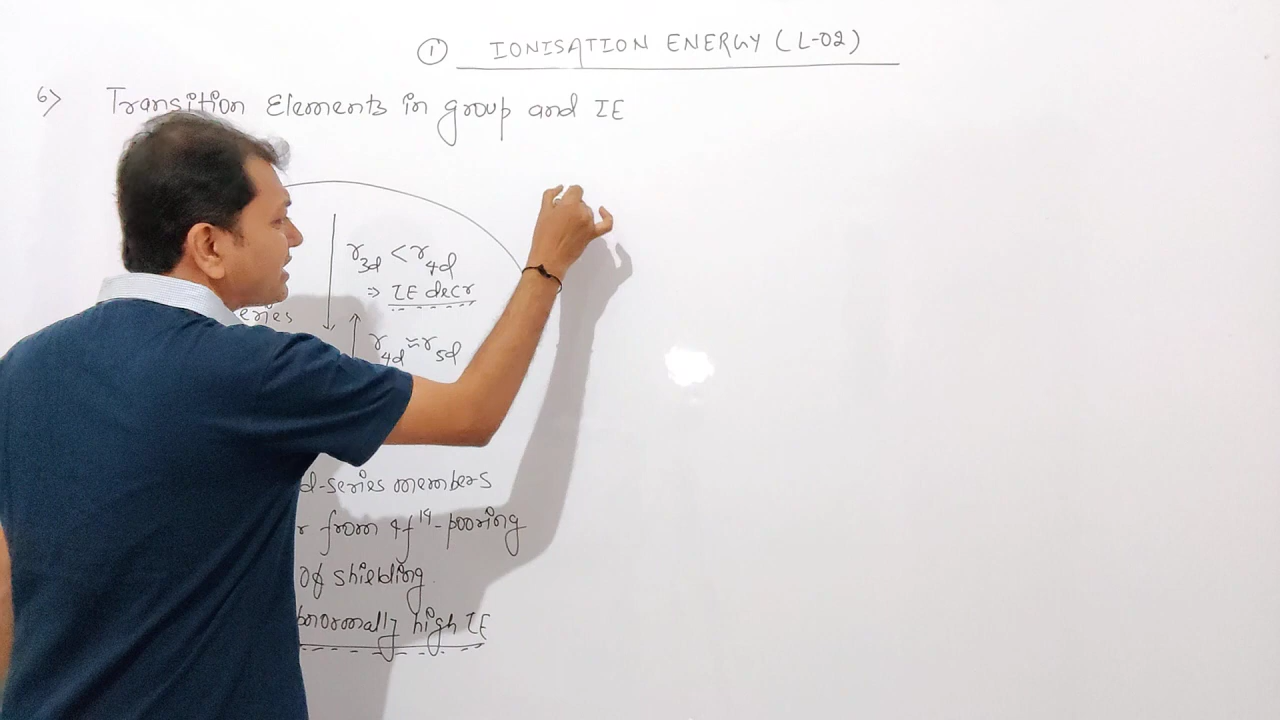 ① IONISATION ENERGY (L-02)
6> Transition Elements in group and IE
r3d < r4d
⇒ IE decr
eries
r4d ≈ r5d
d-series members
r from 4f¹⁴-pooring
of shielding
bnormally high IE